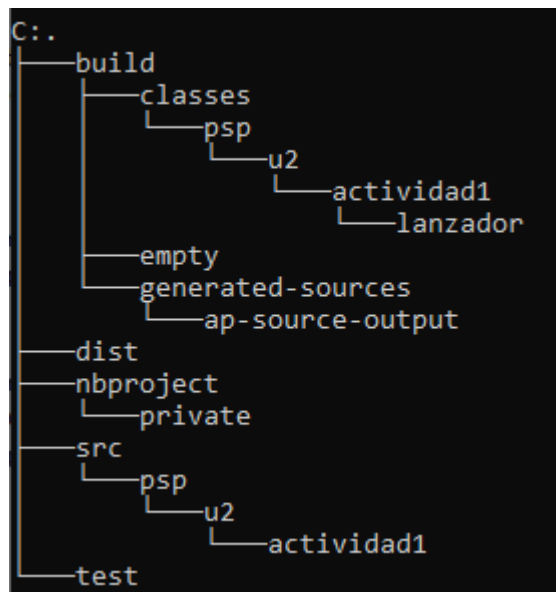 C:.
├───build
│   ├───classes
│   │   └───psp
│   │       └───u2
│   │           └───actividad1
│   │               └───lanzador
│   ├───empty
│   └───generated-sources
│       └───ap-source-output
├───dist
├───nbproject
│   └───private
├───src
│   └───psp
│       └───u2
│           └───actividad1
└───test